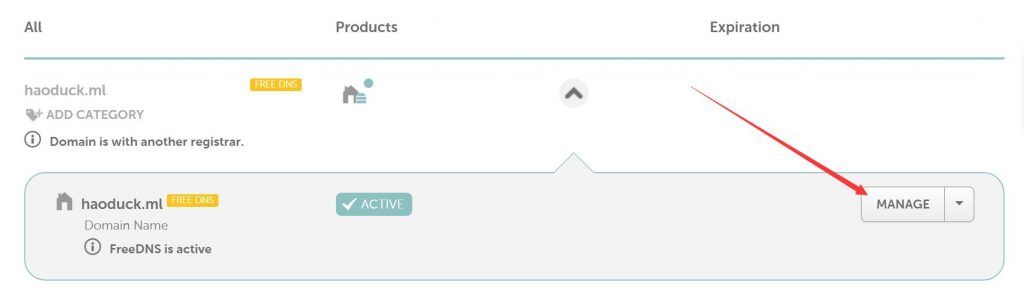 All Products Expiration
haoduck.ml FREE DNS
ADD CATEGORY
Domain is with another registrar.
haoduck.ml FREE DNS ACTIVE MANAGE
Domain Name
FreeDNS is active